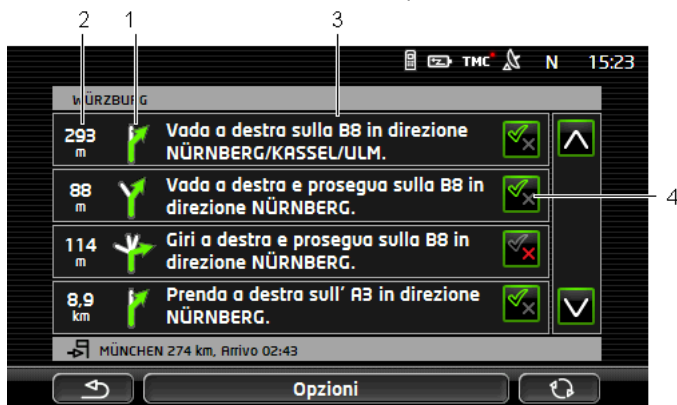 2 1 3
TMC N 15:23
WÜRZBURG
293 m
Vada a destra sulla B8 in direzione
NÜRNBERG/KASSEL/ULM.
88 m
Vada a destra e prosegua sulla B8 in
direzione NÜRNBERG.
4
114 m
Giri a destra e prosegua sulla B8 in
direzione NÜRNBERG.
8,9 km
Prenda a destra sull´ A3 in direzione
NÜRNBERG.
MÜNCHEN 274 km, Arrivo 02:43
Opzioni